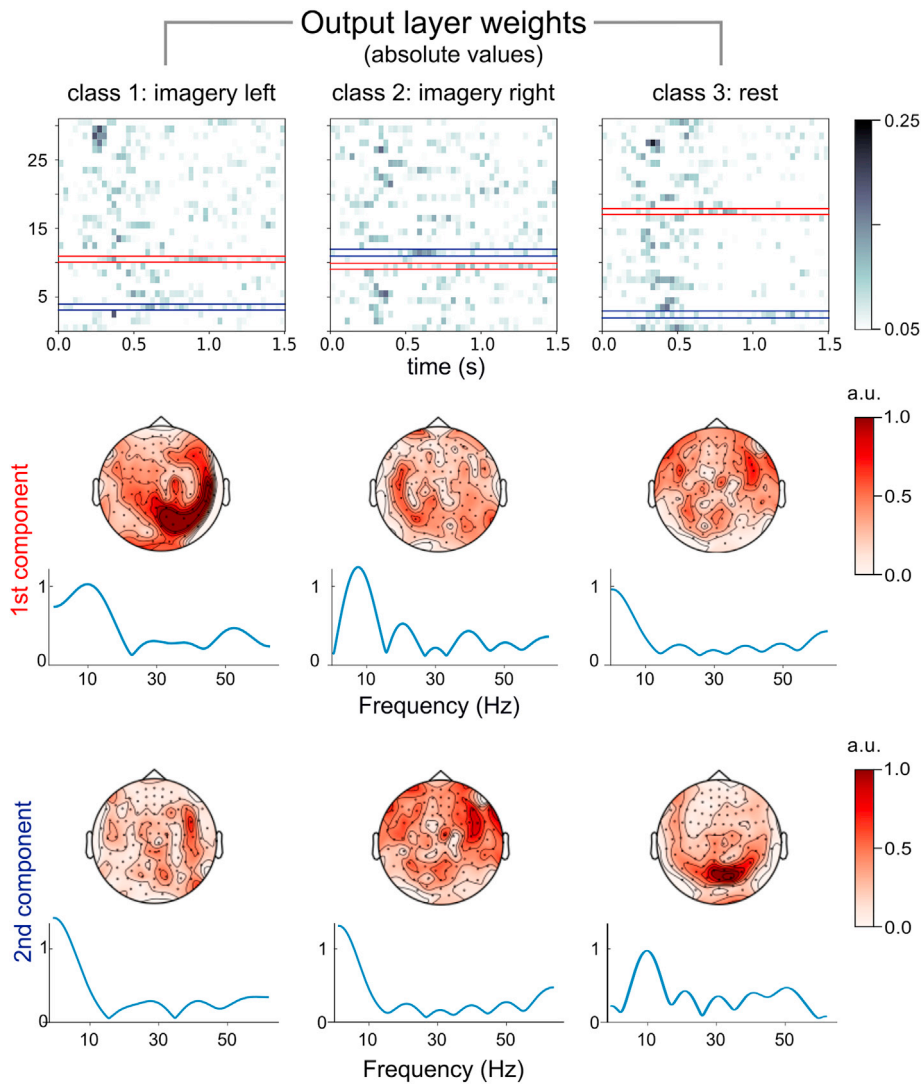 Output layer weights
(absolute values)
class 1: imagery left
class 2: imagery right
class 3: rest
25
15
5
0.0 0.5 1.0 1.5
0.0 0.5 1.0 1.5
0.0 0.5 1.0 1.5
time (s)
0.25
0.05
1st component
a.u.
1.0
0.5
0.0
1
0
10 30 50
1
0
10 30 50
1
0
10 30 50
Frequency (Hz)
2nd component
a.u.
1.0
0.5
0.0
1
0
10 30 50
1
0
10 30 50
1
0
10 30 50
Frequency (Hz)